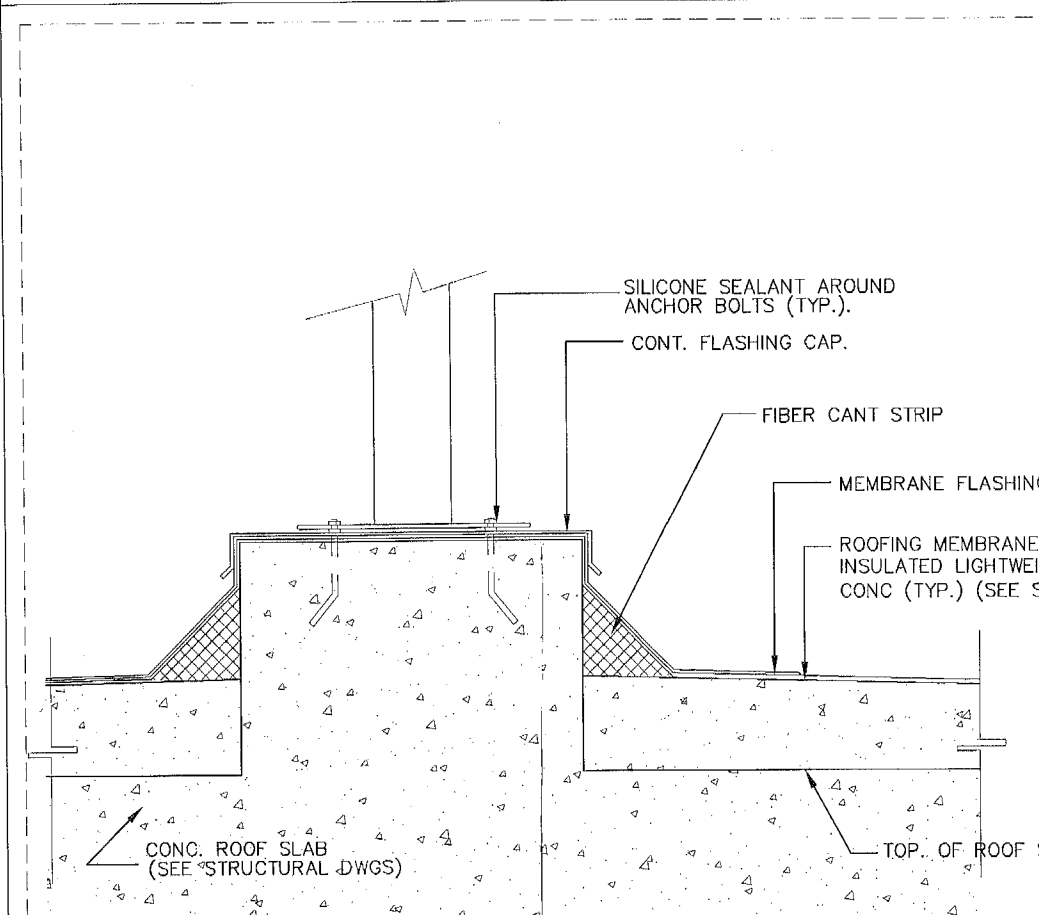 SILICONE SEALANT AROUND
ANCHOR BOLTS (TYP.).
CONT. FLASHING CAP.
FIBER CANT STRIP
MEMBRANE FLASHING
ROOFING MEMBRANE
INSULATED LIGHTWEI
CONC (TYP.) (SEE S
CONC. ROOF SLAB
(SEE STRUCTURAL DWGS)
TOP. OF ROOF S